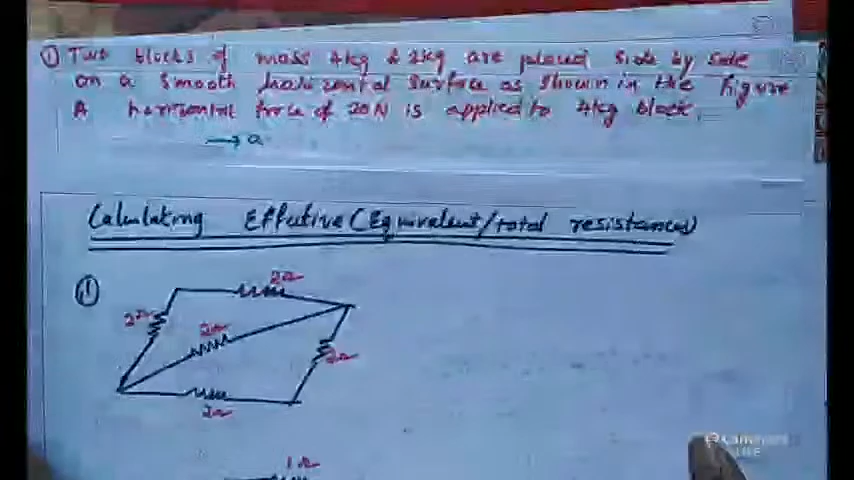 ① Two blocks of mass 4kg & 2kg are placed side by side
on a smooth horizontal surface as shown in the figure
A horizontal force of 20N is applied to 4kg block.
→ a
Calculating Effective (Equivalent/total resistances)
①
2Ω
2Ω
2Ω
2Ω
2Ω
1Ω